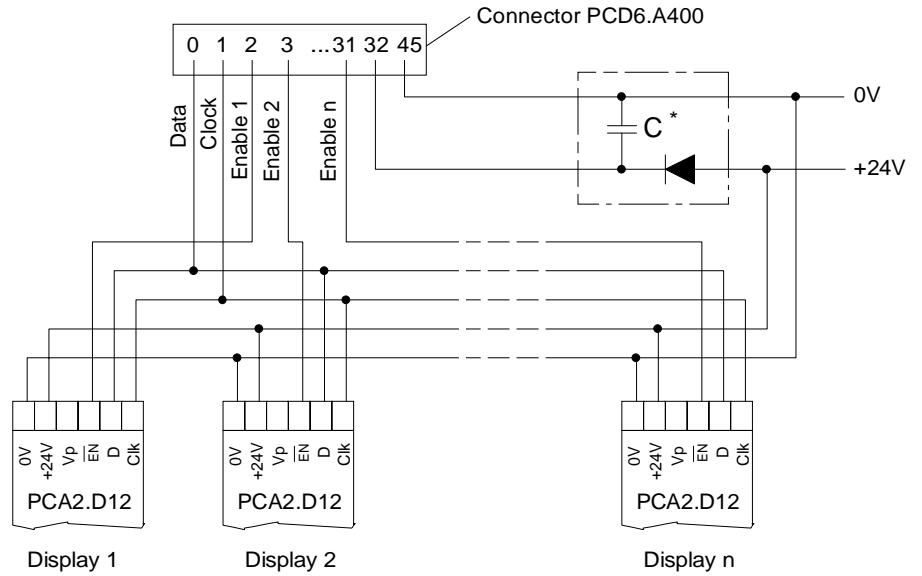 Connector PCD6.A400
0 1 2 3 ...31 32 45
Data
Clock
Enable 1
Enable 2
Enable n
C *
0V
+24V
0V +24V Vp EN D Clk
PCA2.D12
Display 1
0V +24V Vp EN D Clk
PCA2.D12
Display 2
0V +24V Vp EN D Clk
PCA2.D12
Display n